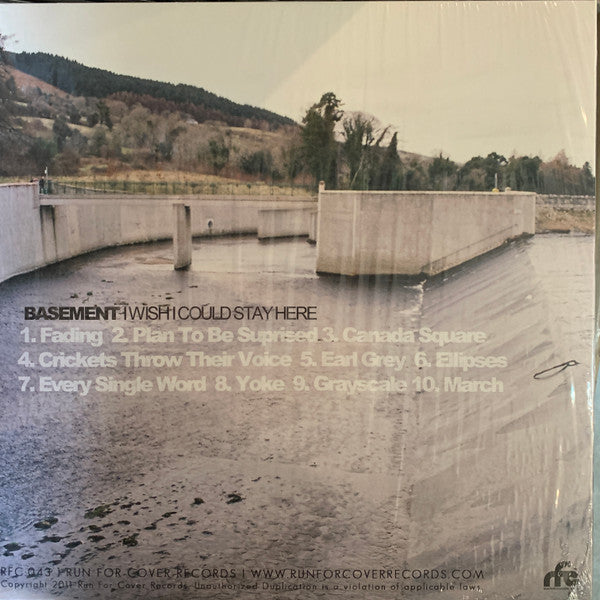 BASEMENT-I WISH I COULD STAY HERE
1. Fading 2. Plan To Be Suprised 3. Canada Square
4. Crickets Throw Their Voice 5. Earl Grey 6. Ellipses
7. Every Single Word 8. Yoke 9. Grayscale 10. March
RFC 043 | RUN FOR COVER RECORDS | WWW.RUNFORCOVERRECORDS.COM
Copyright 2011 Run For Cover Records. Unauthorized Duplication is a violation of applicable laws.
rfc